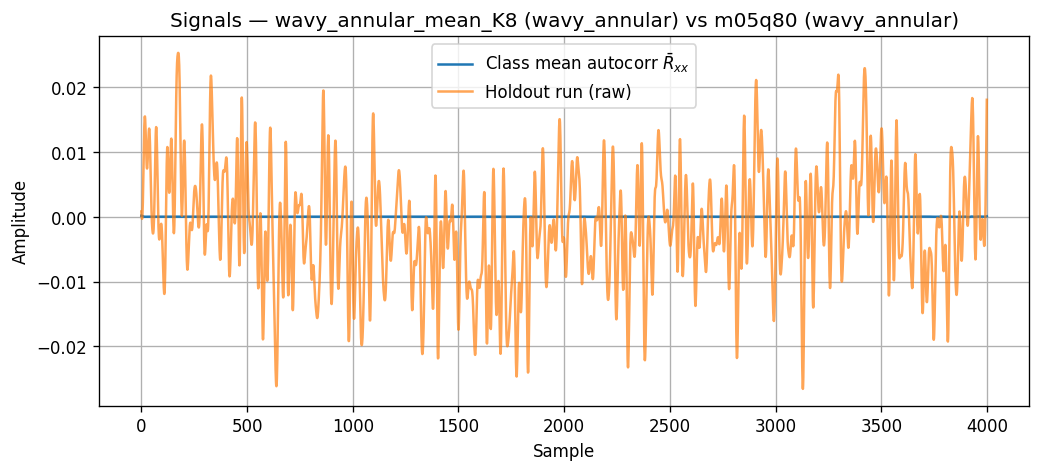 Signals — wavy_annular_mean_K8 (wavy_annular) vs m05q80 (wavy_annular)
Class mean autocorr R̄xx
Holdout run (raw)
0.02
0.01
0.00
−0.01
−0.02
Amplitude
0 500 1000 1500 2000 2500 3000 3500 4000
Sample